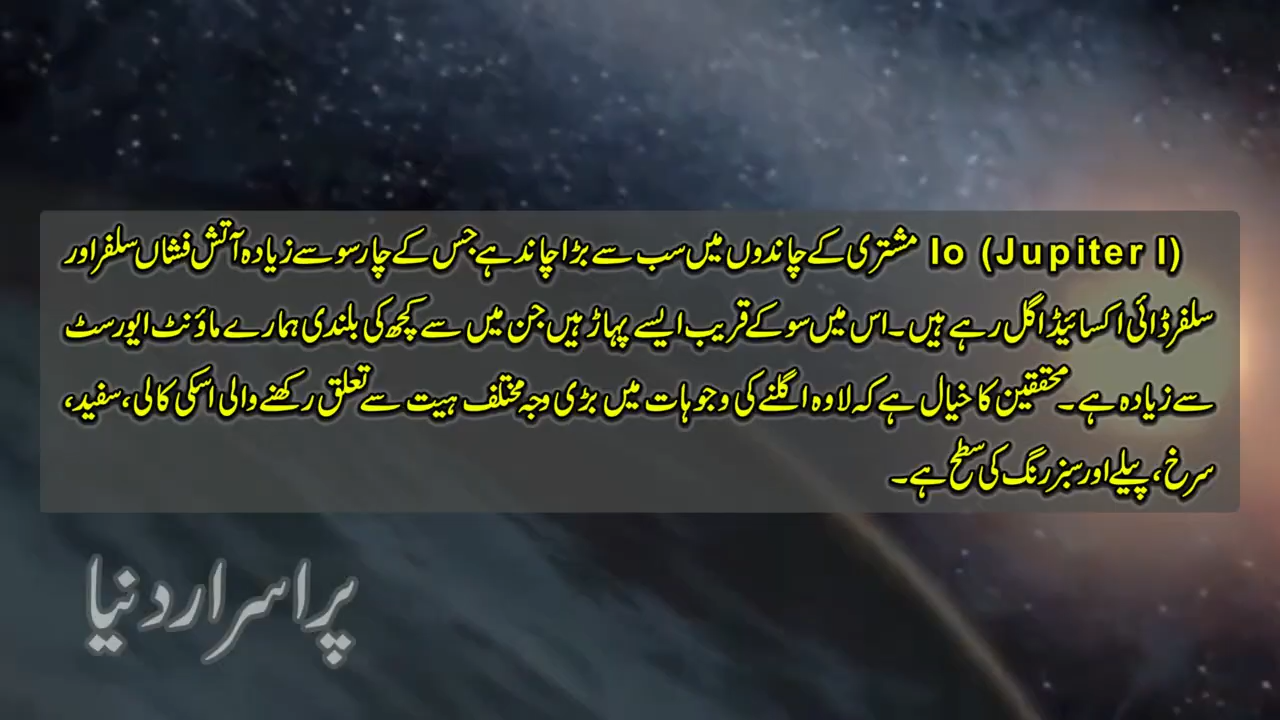 Io (Jupiter I) مشتری کے چاندوں میں سب سے بڑا چاند ہے جس کے چار سو سے زیادہ آتش فشاں سلفر اور
سلفر ڈائی اکسائیڈ اگل رہے ہیں۔ اس میں سو کے قریب ایسے پہاڑ ہیں جن میں سے کچھ کی بلندی ہمارے ماؤنٹ ایورسٹ
سے زیادہ ہے۔ محققین کا خیال ہے کہ لاوہ اگلنے کی وجوہات میں بڑی وجہ مختلف ہیت سے تعلق رکھنے والی اسکی کالی، سفید،
سرخ، پیلے اور سبز رنگ کی سطح ہے۔
پراسرار دنیا